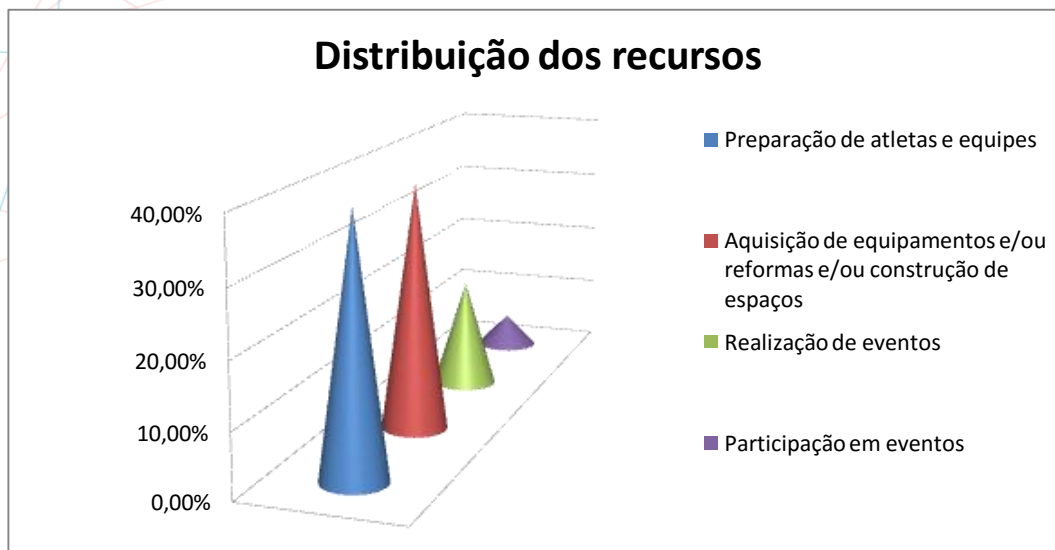 Distribuição dos recursos
40,00%
30,00%
20,00%
10,00%
0,00%
Preparação de atletas e equipes
Aquisição de equipamentos e/ou
reformas e/ou construção de
espaços
Realização de eventos
Participação em eventos